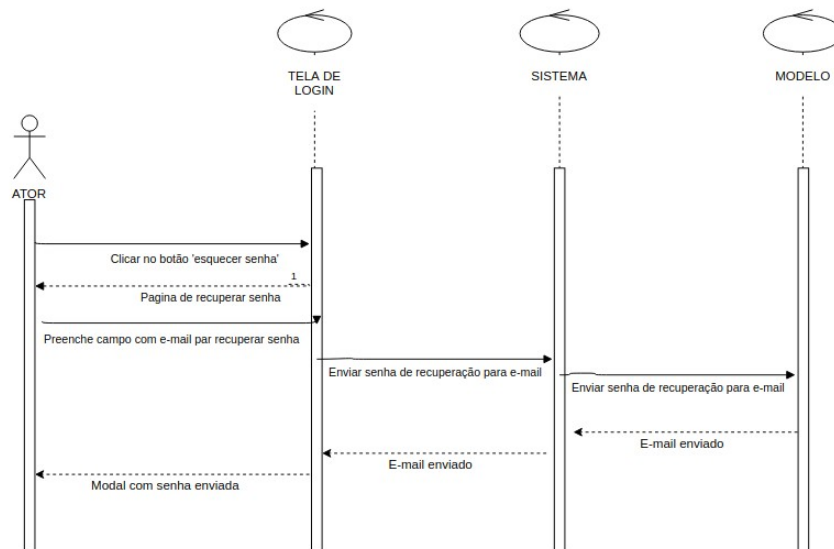 TELA DE
LOGIN
SISTEMA
MODELO
ATOR
Clicar no botão 'esquecer senha'
1
Pagina de recuperar senha
Preenche campo com e-mail par recuperar senha
Enviar senha de recuperação para e-mail
Enviar senha de recuperação para e-mail
E-mail enviado
E-mail enviado
Modal com senha enviada